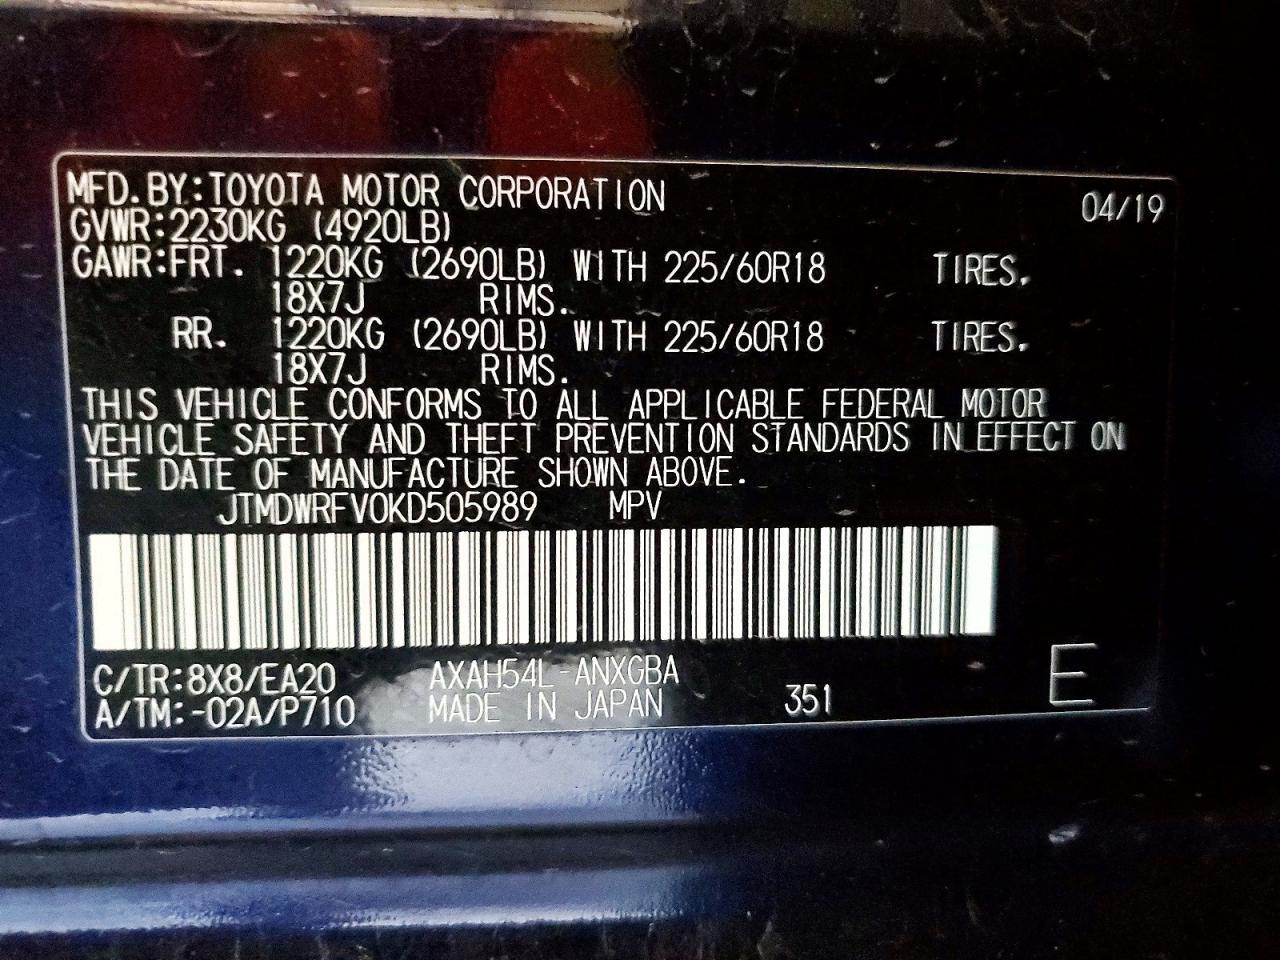 MFD.BY:TOYOTA MOTOR CORPORATION 04/19
GVWR:2230KG (4920LB)
GAWR:FRT. 1220KG (2690LB) WITH 225/60R18 TIRES,
18X7J RIMS.
RR. 1220KG (2690LB) WITH 225/60R18 TIRES,
18X7J RIMS.
THIS VEHICLE CONFORMS TO ALL APPLICABLE FEDERAL MOTOR
VEHICLE SAFETY AND THEFT PREVENTION STANDARDS IN EFFECT ON
THE DATE OF MANUFACTURE SHOWN ABOVE.
JTMDWRFV0KD505989 MPV
C/TR:8X8/EA20 AXAH54L-ANXGBA
A/TM:-02A/P710 MADE IN JAPAN 351 E